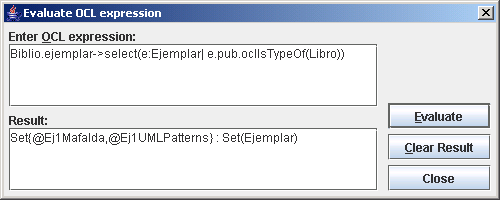 Evaluate OCL expression
Enter OCL expression:
Biblio.ejemplar->select(e:Ejemplar| e.pub.oclIsTypeOf(Libro))
Result:
Set{@Ej1Mafalda,@Ej1UMLPatterns} : Set(Ejemplar)
Evaluate
Clear Result
Close